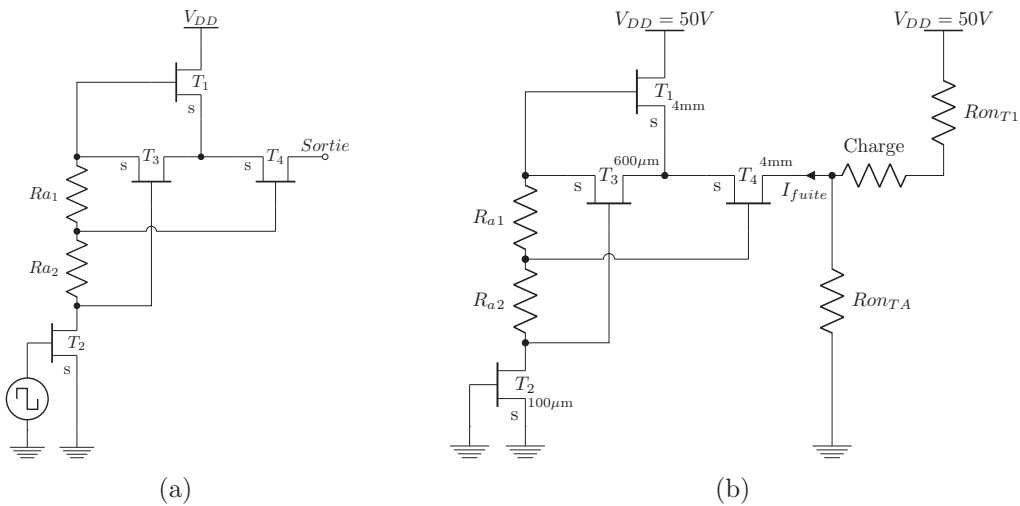 V_DD
T_1
s
s
T_3
s
T_4
Sortie
Ra_1
Ra_2
T_2
s
(a)
V_DD = 50V
V_DD = 50V
T_1
4mm
s
Ron_T1
Charge
s
T_3
600μm
s
T_4
4mm
I_fuite
R_a1
R_a2
Ron_TA
T_2
100μm
s
(b)